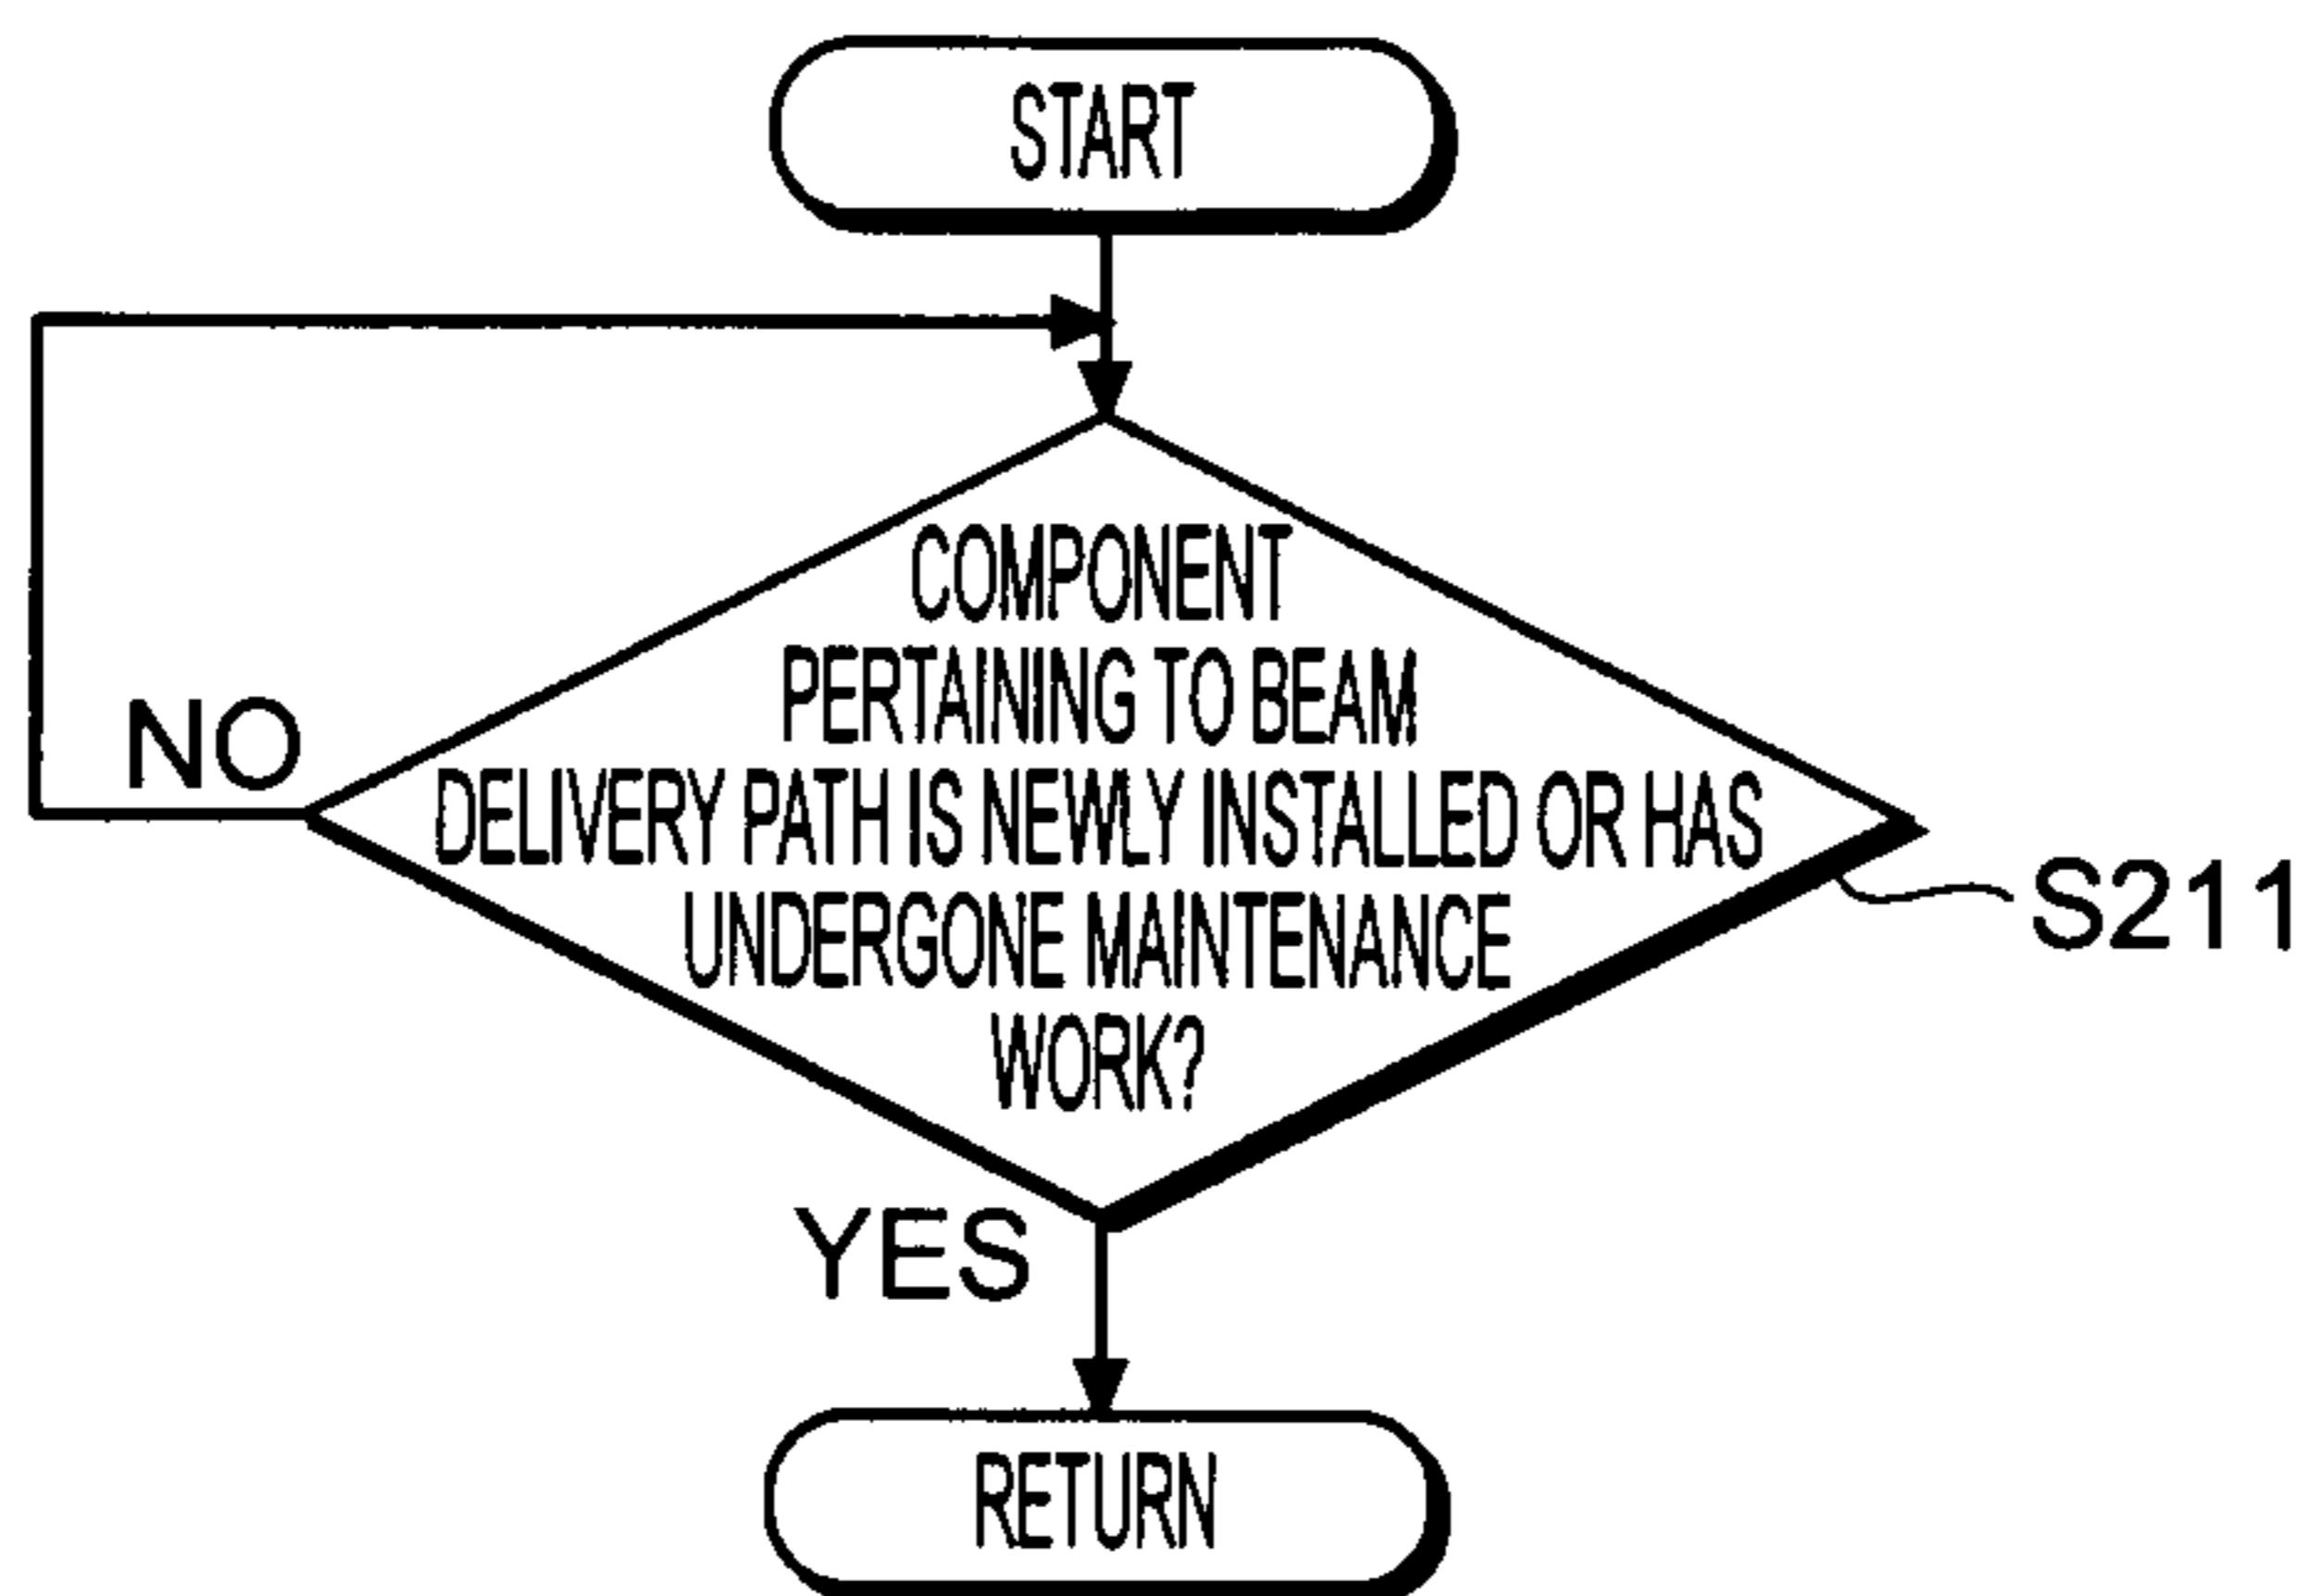 START
COMPONENT
PERTAINING TO BEAM
DELIVERY PATH IS NEWLY INSTALLED OR HAS
UNDERGONE MAINTENANCE
WORK?
NO
S211
YES
RETURN